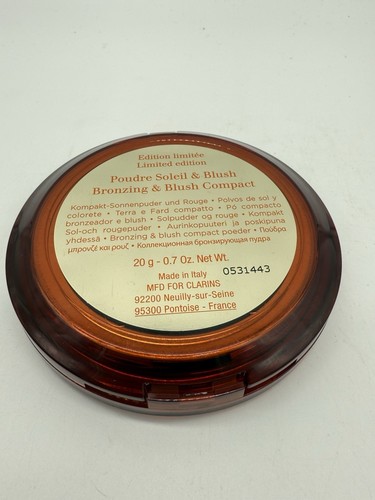 Edition limitée
Limited edition
Poudre Soleil & Blush
Bronzing & Blush Compact
Kompakt-Sonnenpuder und Rouge • Polvos de sol y
colorete • Terra e Fard compatto • Pó compacto
bronzeador e blush • Solpudder og rouge • Kompakt
Sol-och rougepuder • Aurinkopuuteri ja poskipuna
yhdessä • Bronzing & blush compact poeder • Πούδρα
μπρονζέ και ρουζ • Коллекционная бронзирующая пудра
20 g - 0.7 Oz. Net Wt.
Made in Italy
0531443
MFD FOR CLARINS
92200 Neuilly-sur-Seine
95300 Pontoise - France